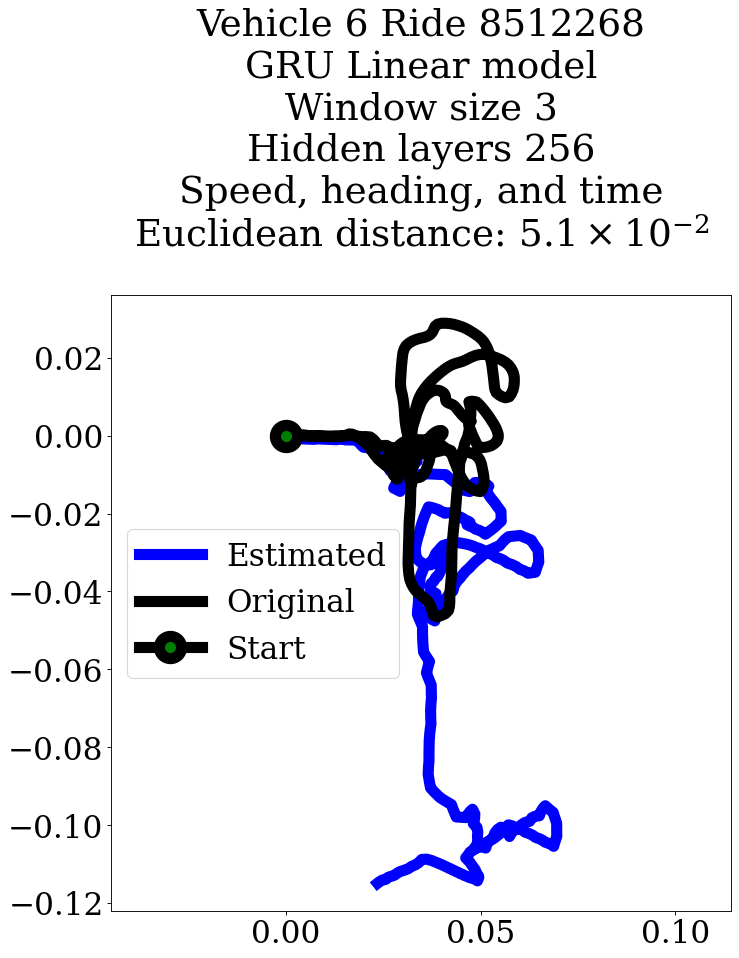 Vehicle 6 Ride 8512268
GRU Linear model
Window size 3
Hidden layers 256
Speed, heading, and time
Euclidean distance: 5.1 × 10⁻²
0.02
0.00
−0.02
−0.04
−0.06
−0.08
−0.10
−0.12
Estimated
Original
Start
0.00 0.05 0.10